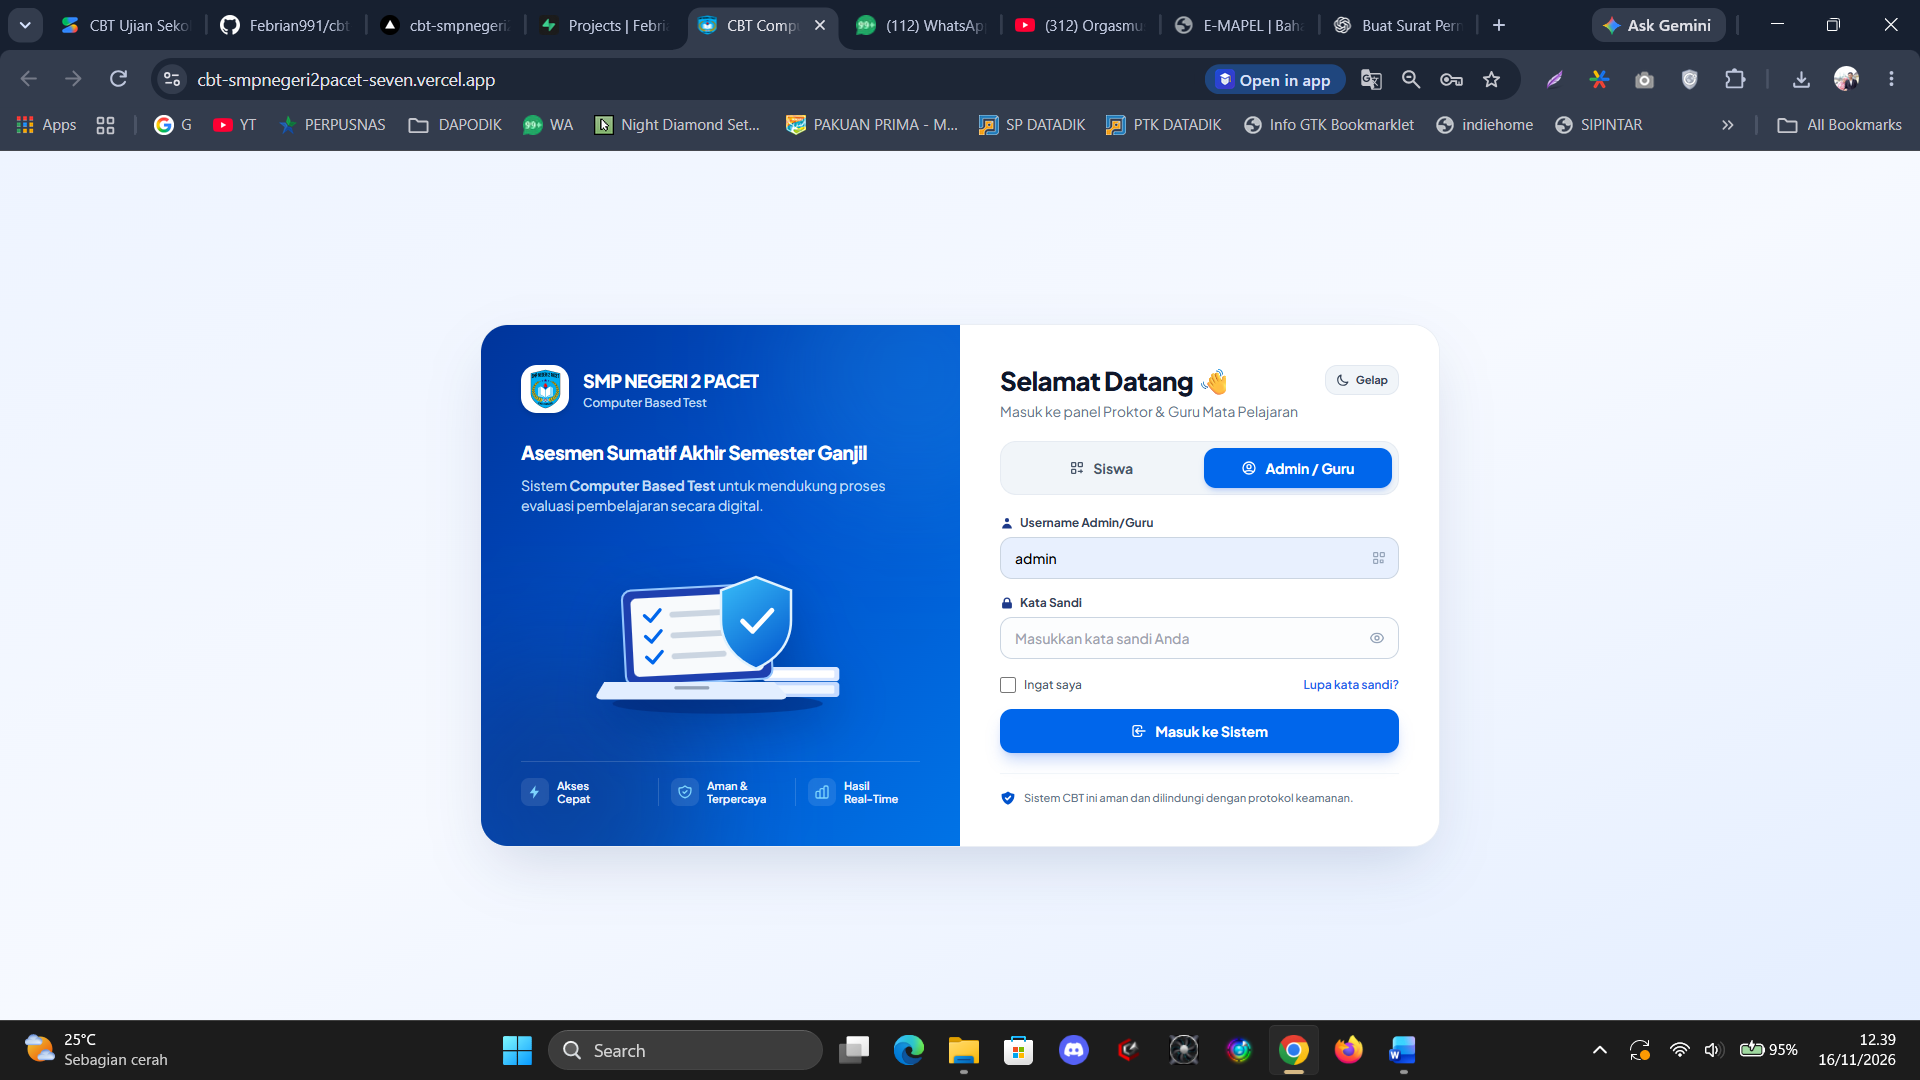 CBT Ujian Seko
Febrian991/cbt
cbt-smpnegeri2
Projects | Febria
CBT Compu
(112) WhatsAp
(312) Orgasmu
E-MAPEL | Baha
Buat Surat Pern
Ask Gemini
cbt-smpnegeri2pacet-seven.vercel.app
Open in app
Apps
G
YT
PERPUSNAS
DAPODIK
99+
WA
Night Diamond Set...
PAKUAN PRIMA - M...
SP DATADIK
PTK DATADIK
Info GTK Bookmarklet
indiehome
SIPINTAR
All Bookmarks
SMP NEGERI 2 PACET
Computer Based Test
Asesmen Sumatif Akhir Semester Ganjil
Sistem Computer Based Test untuk mendukung proses
evaluasi pembelajaran secara digital.
Akses
Cepat
Aman &
Terpercaya
Hasil
Real-Time
Selamat Datang 👋
Gelap
Masuk ke panel Proktor & Guru Mata Pelajaran
Siswa
Admin / Guru
Username Admin/Guru
admin
Kata Sandi
Masukkan kata sandi Anda
Ingat saya
Lupa kata sandi?
Masuk ke Sistem
Sistem CBT ini aman dan dilindungi dengan protokol keamanan.
25°C
Sebagian cerah
Search
95%
12.39
16/11/2026